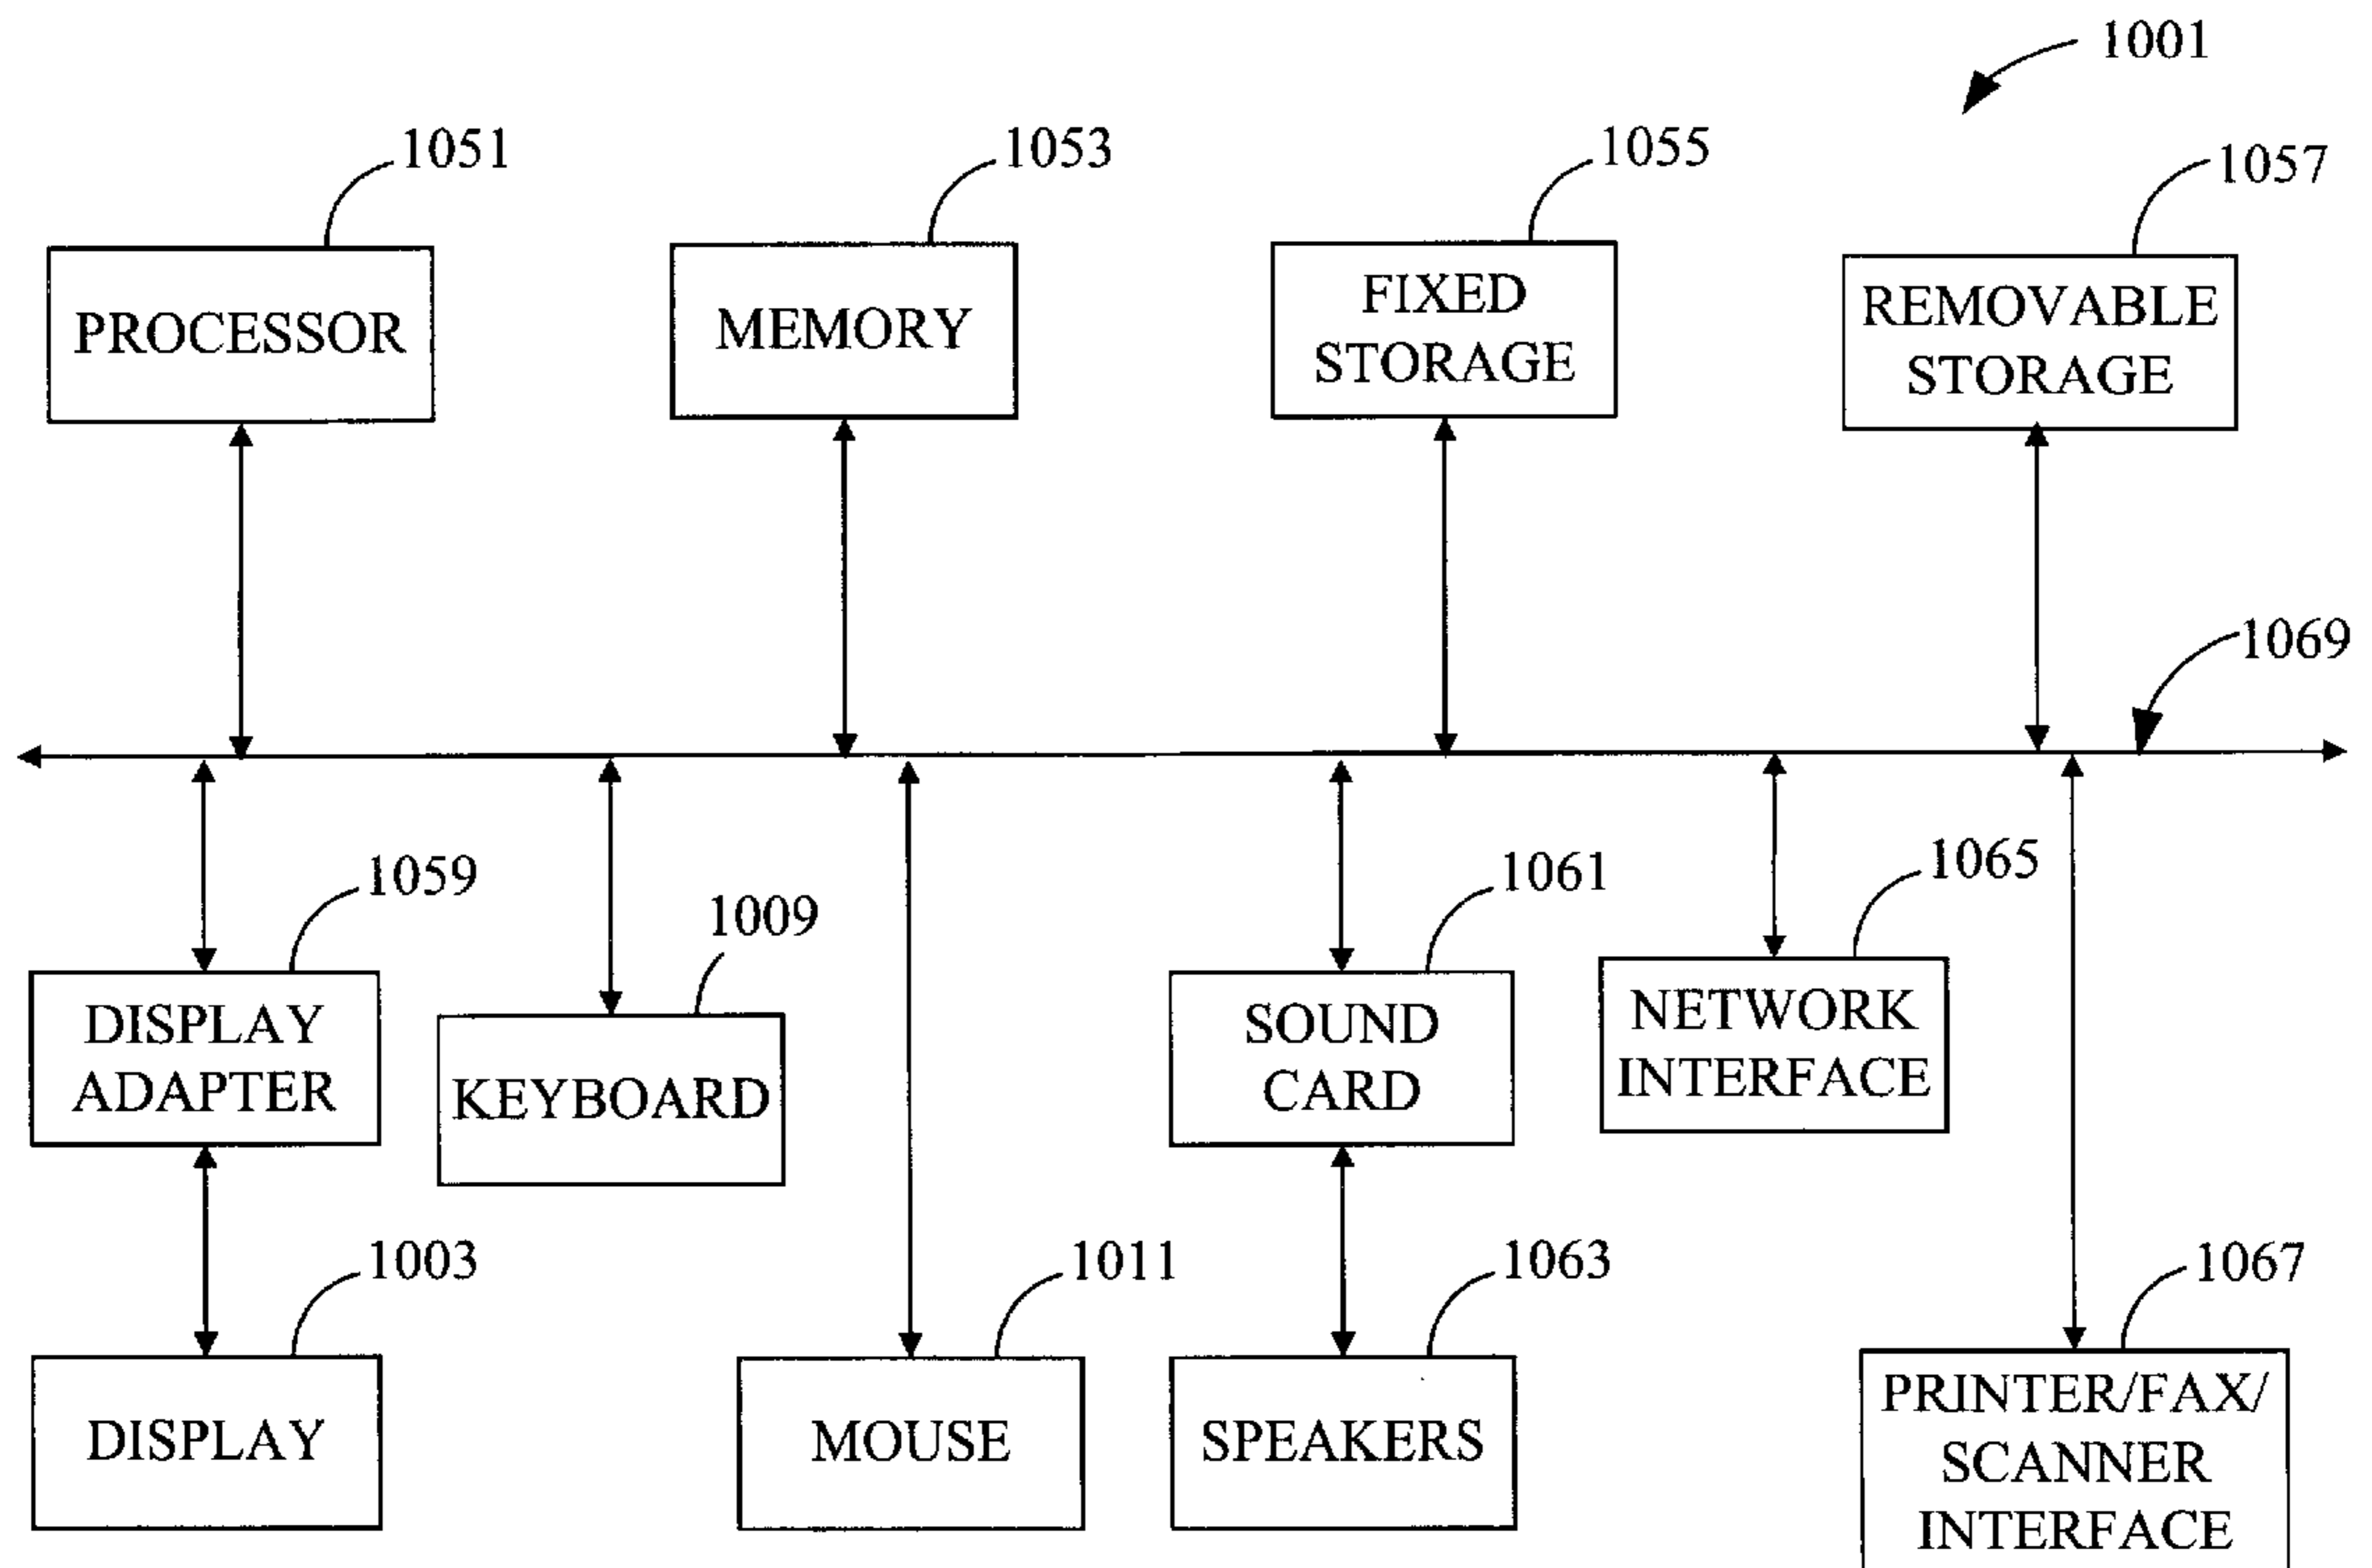 1001
1051
1053
1055
1057
PROCESSOR
MEMORY
FIXED
STORAGE
REMOVABLE
STORAGE
1069
1059
1009
1061
1065
DISPLAY
ADAPTER
KEYBOARD
SOUND
CARD
NETWORK
INTERFACE
1003
1011
1063
1067
DISPLAY
MOUSE
SPEAKERS
PRINTER/FAX/
SCANNER
INTERFACE